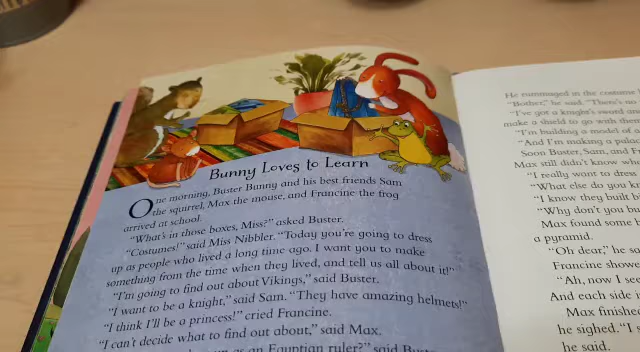 Bunny Loves to Learn
One morning, Buster Bunny and his best friends Sam
the squirrel, Max the mouse, and Francine the frog
arrived at school.
"What's in those boxes, Miss?" asked Buster.
"Costumes!" said Miss Nibbler. "Today you're going to dress
up as people who lived a long time ago. I want you to make
something from the time when they lived, and tell us all about it!"
"I'm going to find out about Vikings," said Buster.
"I want to be a knight," said Sam. "They have amazing helmets!"
"I think I'll be a princess!" cried Francine.
"I can't decide what to find out about," said Max.
as an Egyptian ruler?" said
He rummaged in the costume
"Bother," he said. "There's
"I've got a knight's sword and
make a shield to go with them
"I'm building a model of
"And I'm making a
Soon Buster, Sam, and
Max still didn't know
"I really want to dress
"What else do you
"I know they built
"Why don't you
Max found some
a pyramid.
"Oh dear," he
Francine
"Ah, now I see
And each side
Max finished
he sighed. "I
he said.